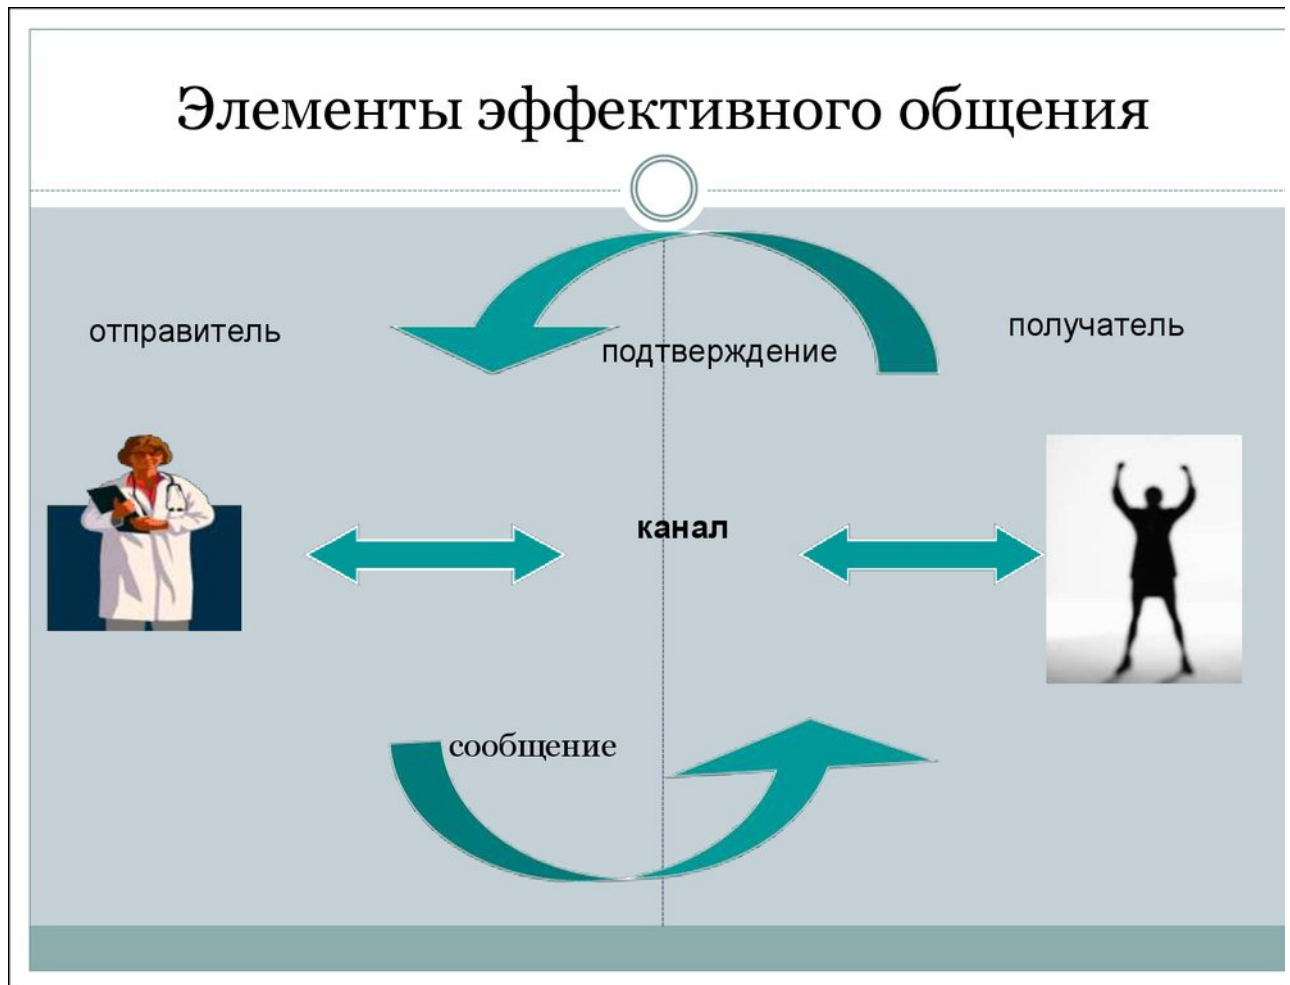 Элементы эффективного общения
отправитель
получатель
подтверждение
канал
сообщение